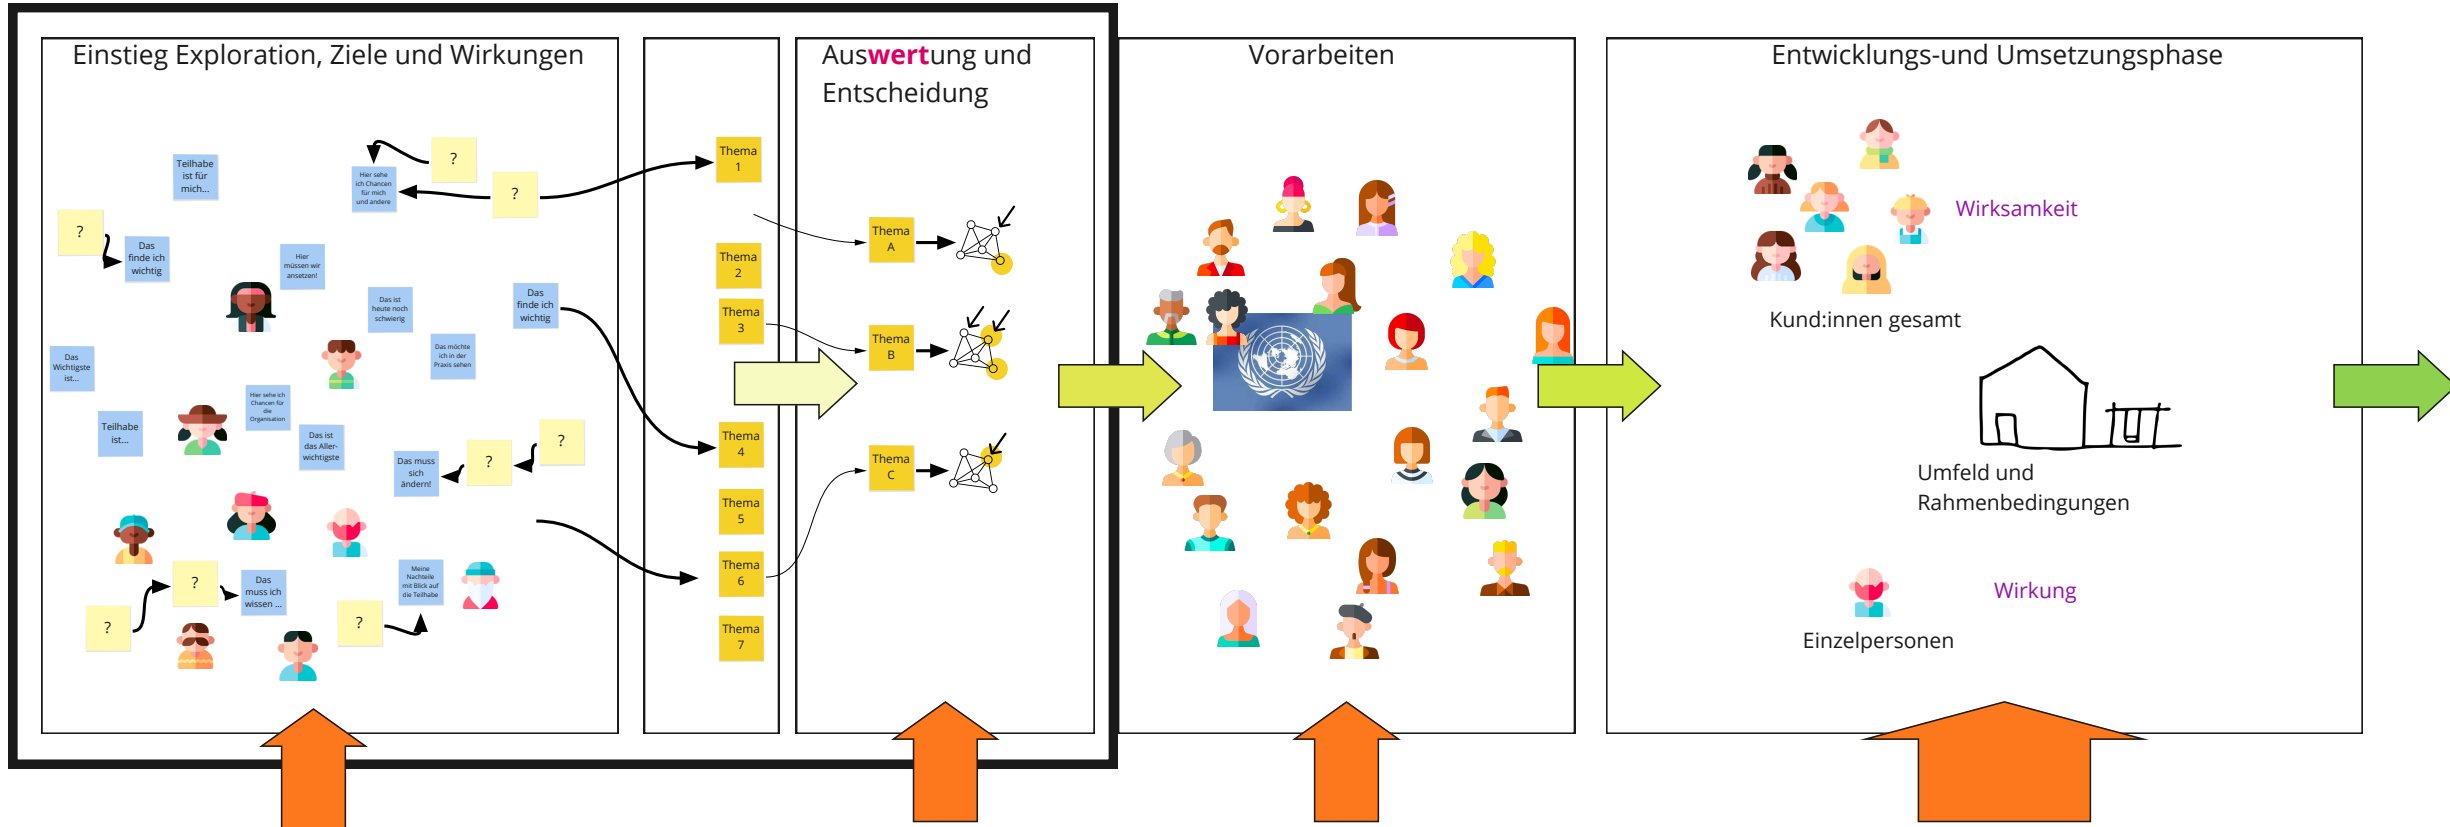 Einstieg Exploration, Ziele und Wirkungen
Teilhabe
ist für
mich...
?
Hier sehe
ich Chancen
für mich
und andere
?
?
Das
finde ich
wichtig
Hier
müssen wir
ansetzen!
Das ist
heute noch
schwierig
Das
finde ich
wichtig
Das
Wichtigste
ist...
Das möchte
ich in der
Praxis sehen
Hier sehe ich
Chancen für
die
Organisation
Teilhabe
ist...
Das ist
das Aller-
wichtigste
Das muss
sich
ändern!
?
?
?
?
Das
muss ich
wissen ...
?
Meine
Nachteile
mit Blick auf
die Teilhabe
Thema
1
Thema
2
Thema
3
Thema
4
Thema
5
Thema
6
Thema
7
Auswertung und
Entscheidung
Thema
A
Thema
B
Thema
C
Vorarbeiten
Entwicklungs-und Umsetzungsphase
Wirksamkeit
Kund:innen gesamt
Umfeld und
Rahmenbedingungen
Wirkung
Einzelpersonen